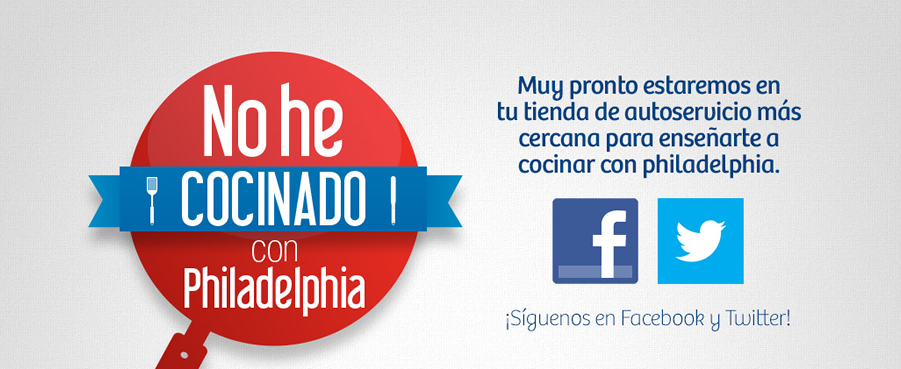 No he
COCINADO
con
Philadelphia
Muy pronto estaremos en
tu tienda de autoservicio más
cercana para enseñarte a
cocinar con philadelphia.
f
¡Síguenos en Facebook y Twitter!